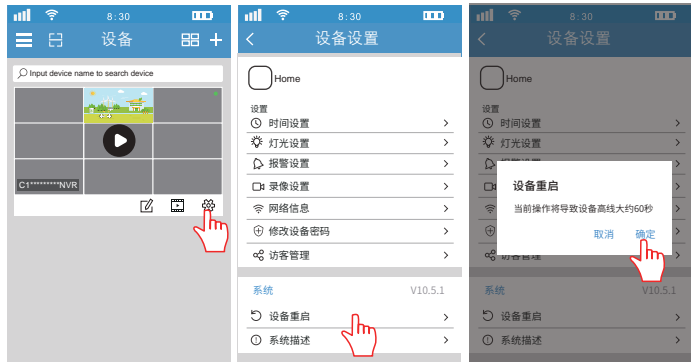 8:30
设备
Input device name to search device
C1*********NVR
8:30
设备设置
Home
设置
时间设置
灯光设置
报警设置
录像设置
网络信息
修改设备密码
访客管理
系统
V10.5.1
设备重启
系统描述
8:30
设备设置
Home
设置
时间设置
灯光设置
报警设置
设备重启
当前操作将导致设备高线大约60秒
取消
确定
访客管理
系统
V10.5.1
设备重启
系统描述